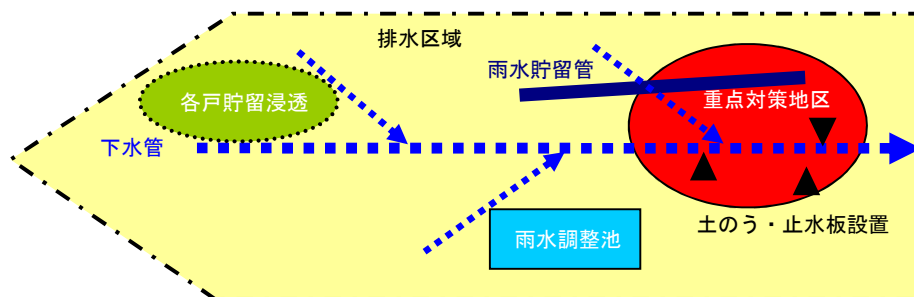 排水区域
雨水貯留管
各戸貯留浸透
重点対策地区
下水管
土のう・止水板設置
雨水調整池